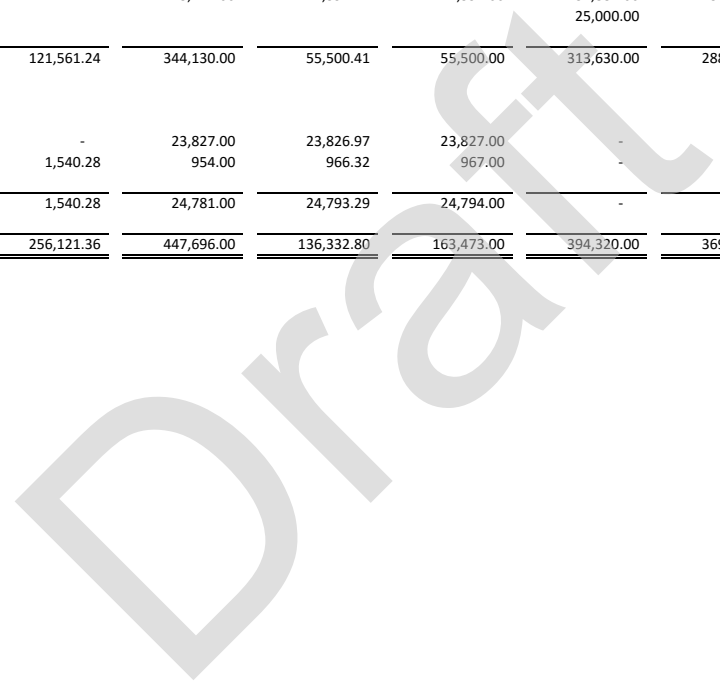 25,000.00
121,561.24 344,130.00 55,500.41 55,500.00 313,630.00
- 23,827.00 23,826.97 23,827.00 -
1,540.28 954.00 966.32 967.00 -
1,540.28 24,781.00 24,793.29 24,794.00 -
256,121.36 447,696.00 136,332.80 163,473.00 394,320.00
Draft